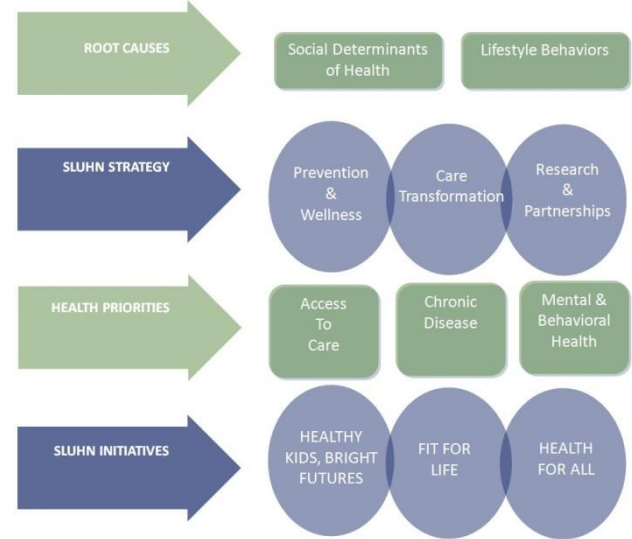 ROOT CAUSES
Social Determinants
of Health
Lifestyle Behaviors
SLUHN STRATEGY
Prevention
&
Wellness
Care
Transformation
Research
&
Partnerships
HEALTH PRIORITIES
Access
To
Care
Chronic
Disease
Mental &
Behavioral
Health
SLUHN INITIATIVES
HEALTHY
KIDS, BRIGHT
FUTURES
FIT FOR
LIFE
HEALTH
FOR ALL